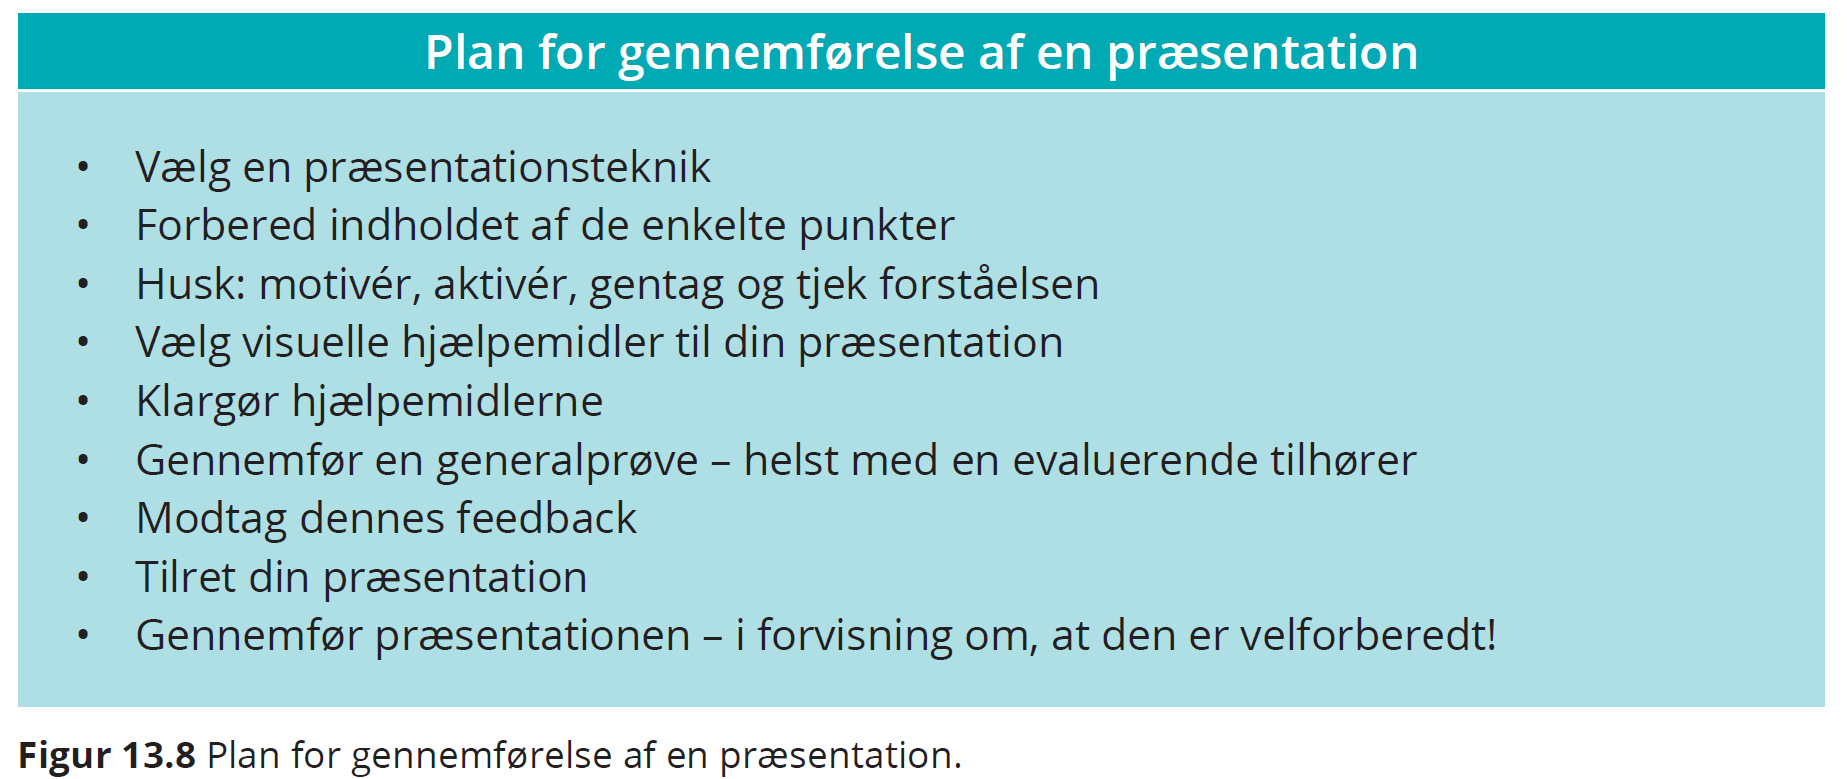 Plan for gennemførelse af en præsentation
• Vælg en præsentationsteknik
• Forbered indholdet af de enkelte punkter
• Husk: motivér, aktivér, gentag og tjek forståelsen
• Vælg visuelle hjælpemidler til din præsentation
• Klargør hjælpemidlerne
• Gennemfør en generalprøve – helst med en evaluerende tilhører
• Modtag dennes feedback
• Tilret din præsentation
• Gennemfør præsentationen – i forvisning om, at den er velforberedt!
Figur 13.8 Plan for gennemførelse af en præsentation.